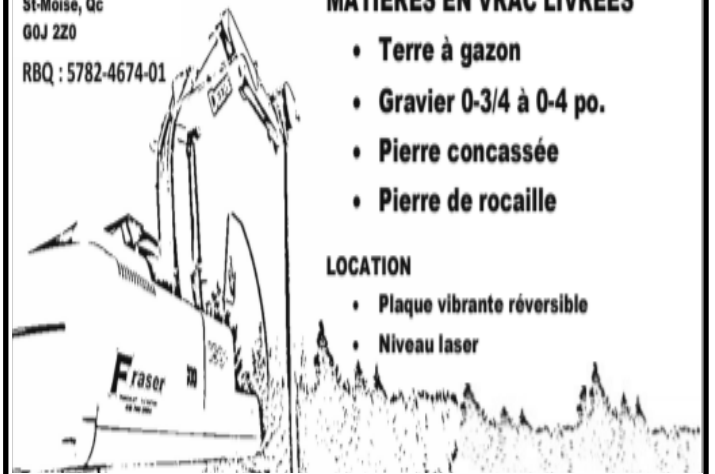 St-Moïse, Qc
G0J 2Z0
RBQ : 5782-4674-01
MATIÈRES EN VRAC LIVRÉES
• Terre à gazon
• Gravier 0-3/4 à 0-4 po.
• Pierre concassée
• Pierre de rocaille
LOCATION
• Plaque vibrante réversible
• Niveau laser
Fraser